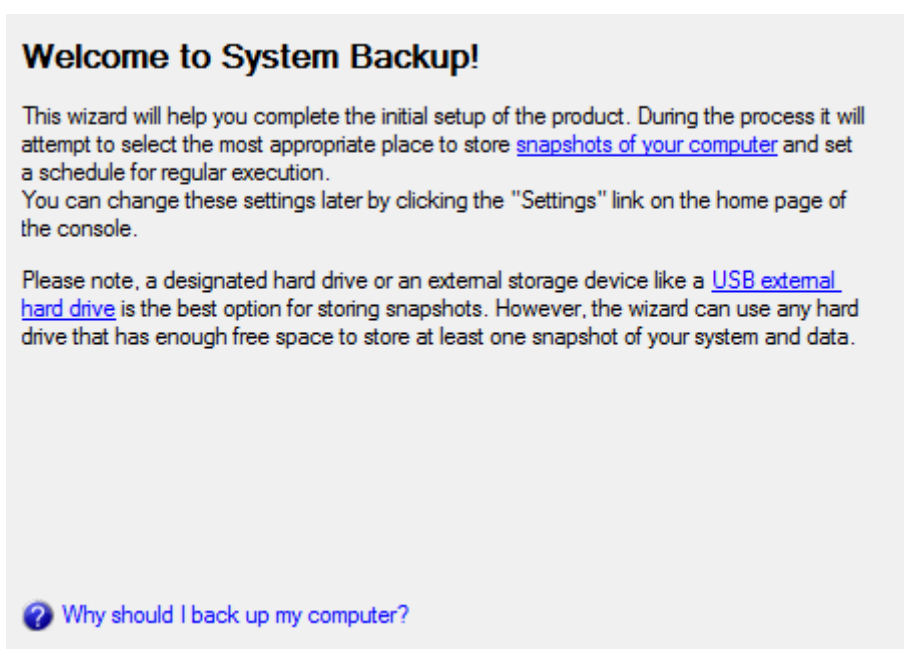 Welcome to System Backup!
This wizard will help you complete the initial setup of the product. During the process it will
attempt to select the most appropriate place to store snapshots of your computer and set
a schedule for regular execution.
You can change these settings later by clicking the "Settings" link on the home page of
the console.
Please note, a designated hard drive or an external storage device like a USB external
hard drive is the best option for storing snapshots. However, the wizard can use any hard
drive that has enough free space to store at least one snapshot of your system and data.
? Why should I back up my computer?